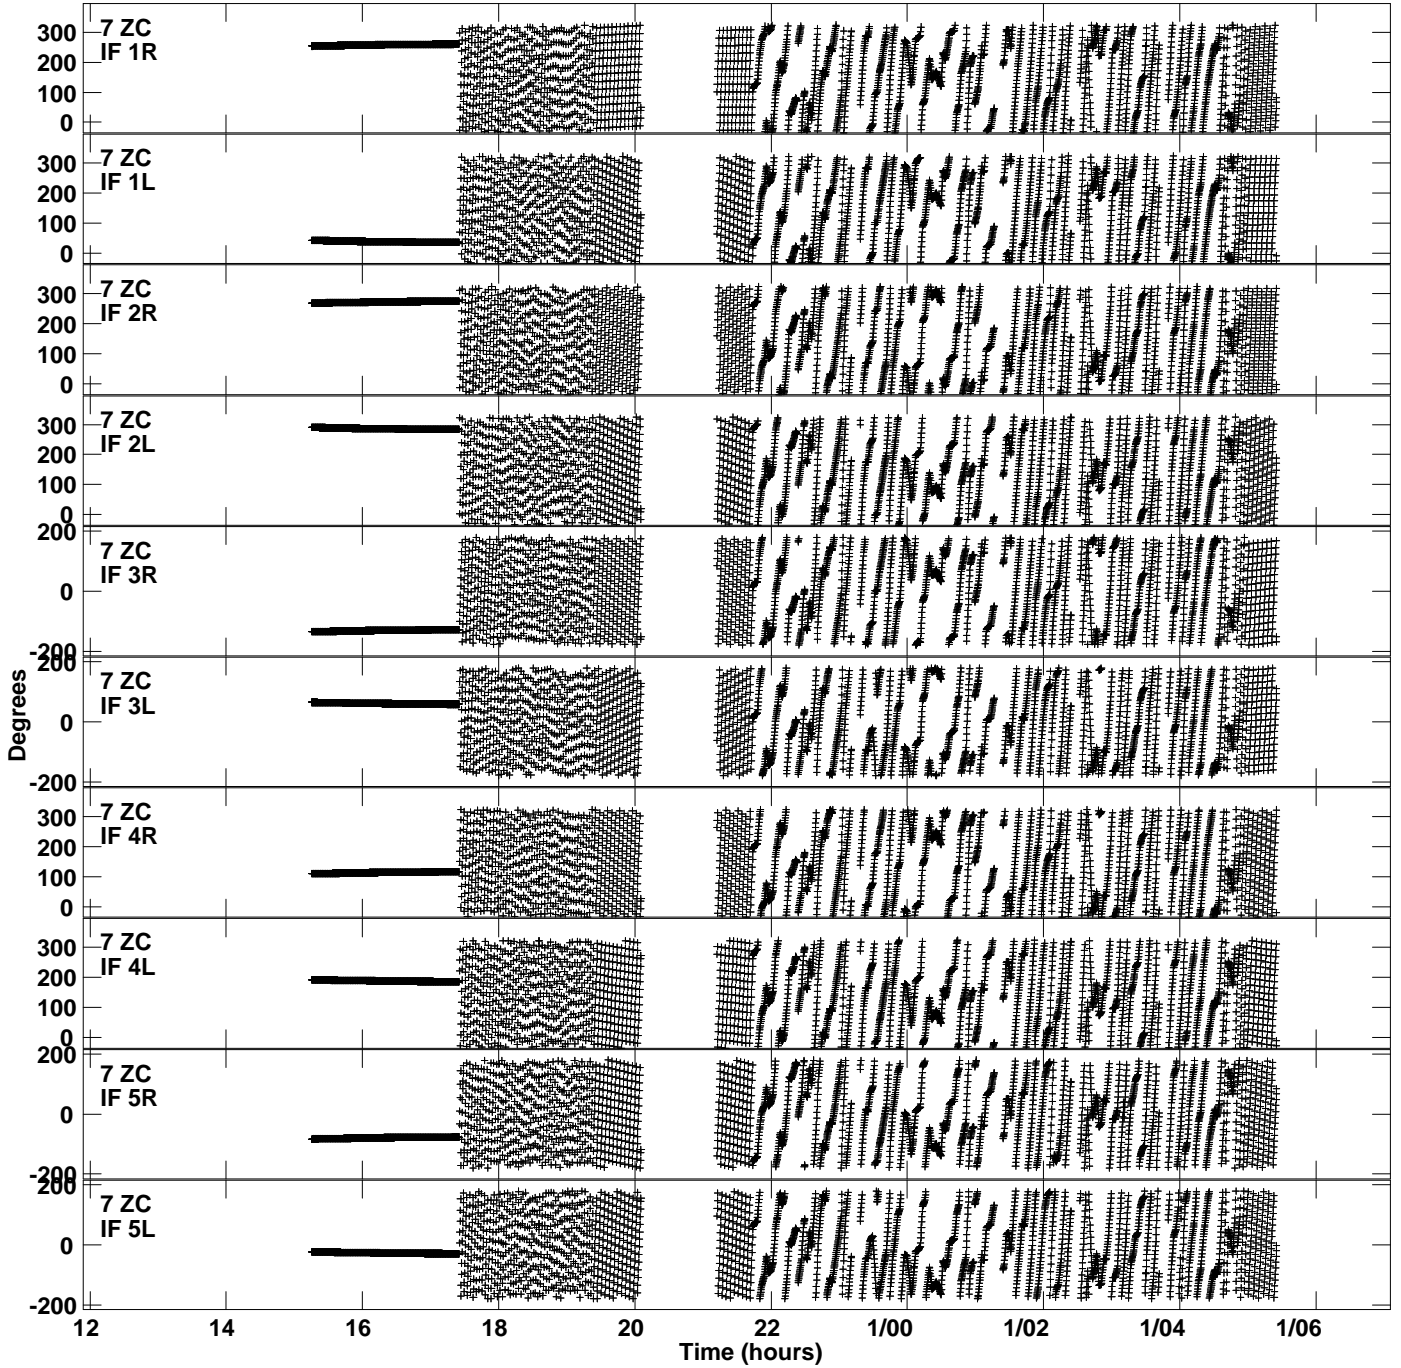 7 ZC
IF 1R
300
200
100
0
7 ZC
IF 1L
300
200
100
0
7 ZC
IF 2R
300
200
100
0
7 ZC
IF 2L
300
200
100
0
7 ZC
IF 3R
200
0
-200
7 ZC
IF 3L
200
0
-200
7 ZC
IF 4R
300
200
100
0
7 ZC
IF 4L
300
200
100
0
7 ZC
IF 5R
200
0
-200
7 ZC
IF 5L
200
0
-200
Degrees
12 14 16 18 20 22 1/00 1/02 1/04 1/06
Time (hours)